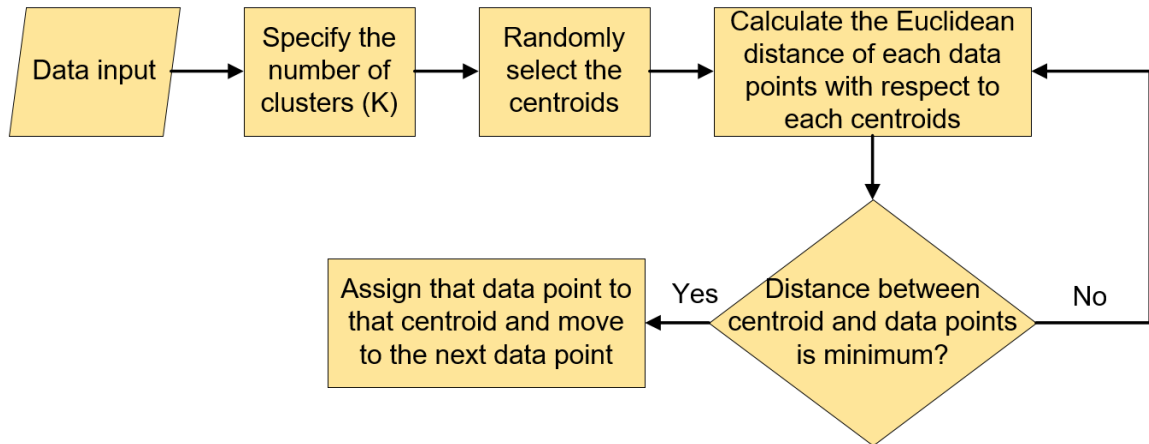 Data input
Specify the
number of
clusters (K)
Randomly
select the
centroids
Calculate the Euclidean
distance of each data
points with respect to
each centroids
Distance between
centroid and data points
is minimum?
Yes
No
Assign that data point to
that centroid and move
to the next data point